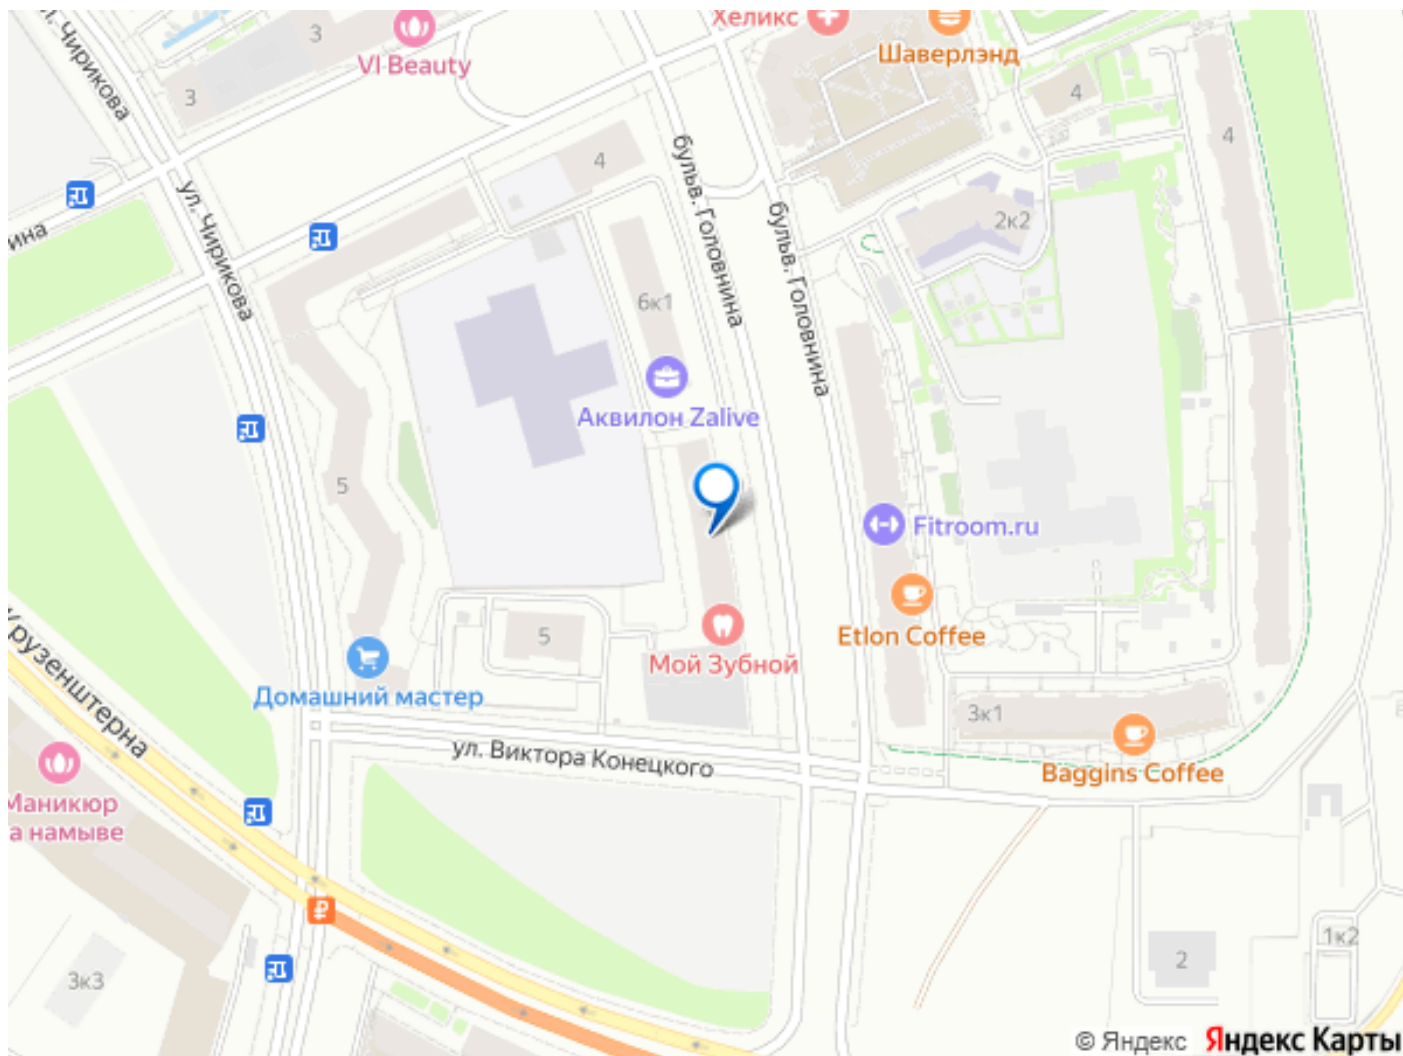 ул. Чирикова
3
3
VI Beauty
Хеликс
Шаверлэнд
4
4
4
бульв. Головнина
бульв. Головнина
ул. Чирикова
2к2
6к1
Аквилон Zalive
5
Fitroom.ru
Etlon Coffee
5
Мой Зубной
Домашний мастер
3к1
Baggins Coffee
ул. Виктора Конецкого
Крузенштерна
Маникюр
а намыве
3к3
2
1к2
© Яндекс Яндекс Карты